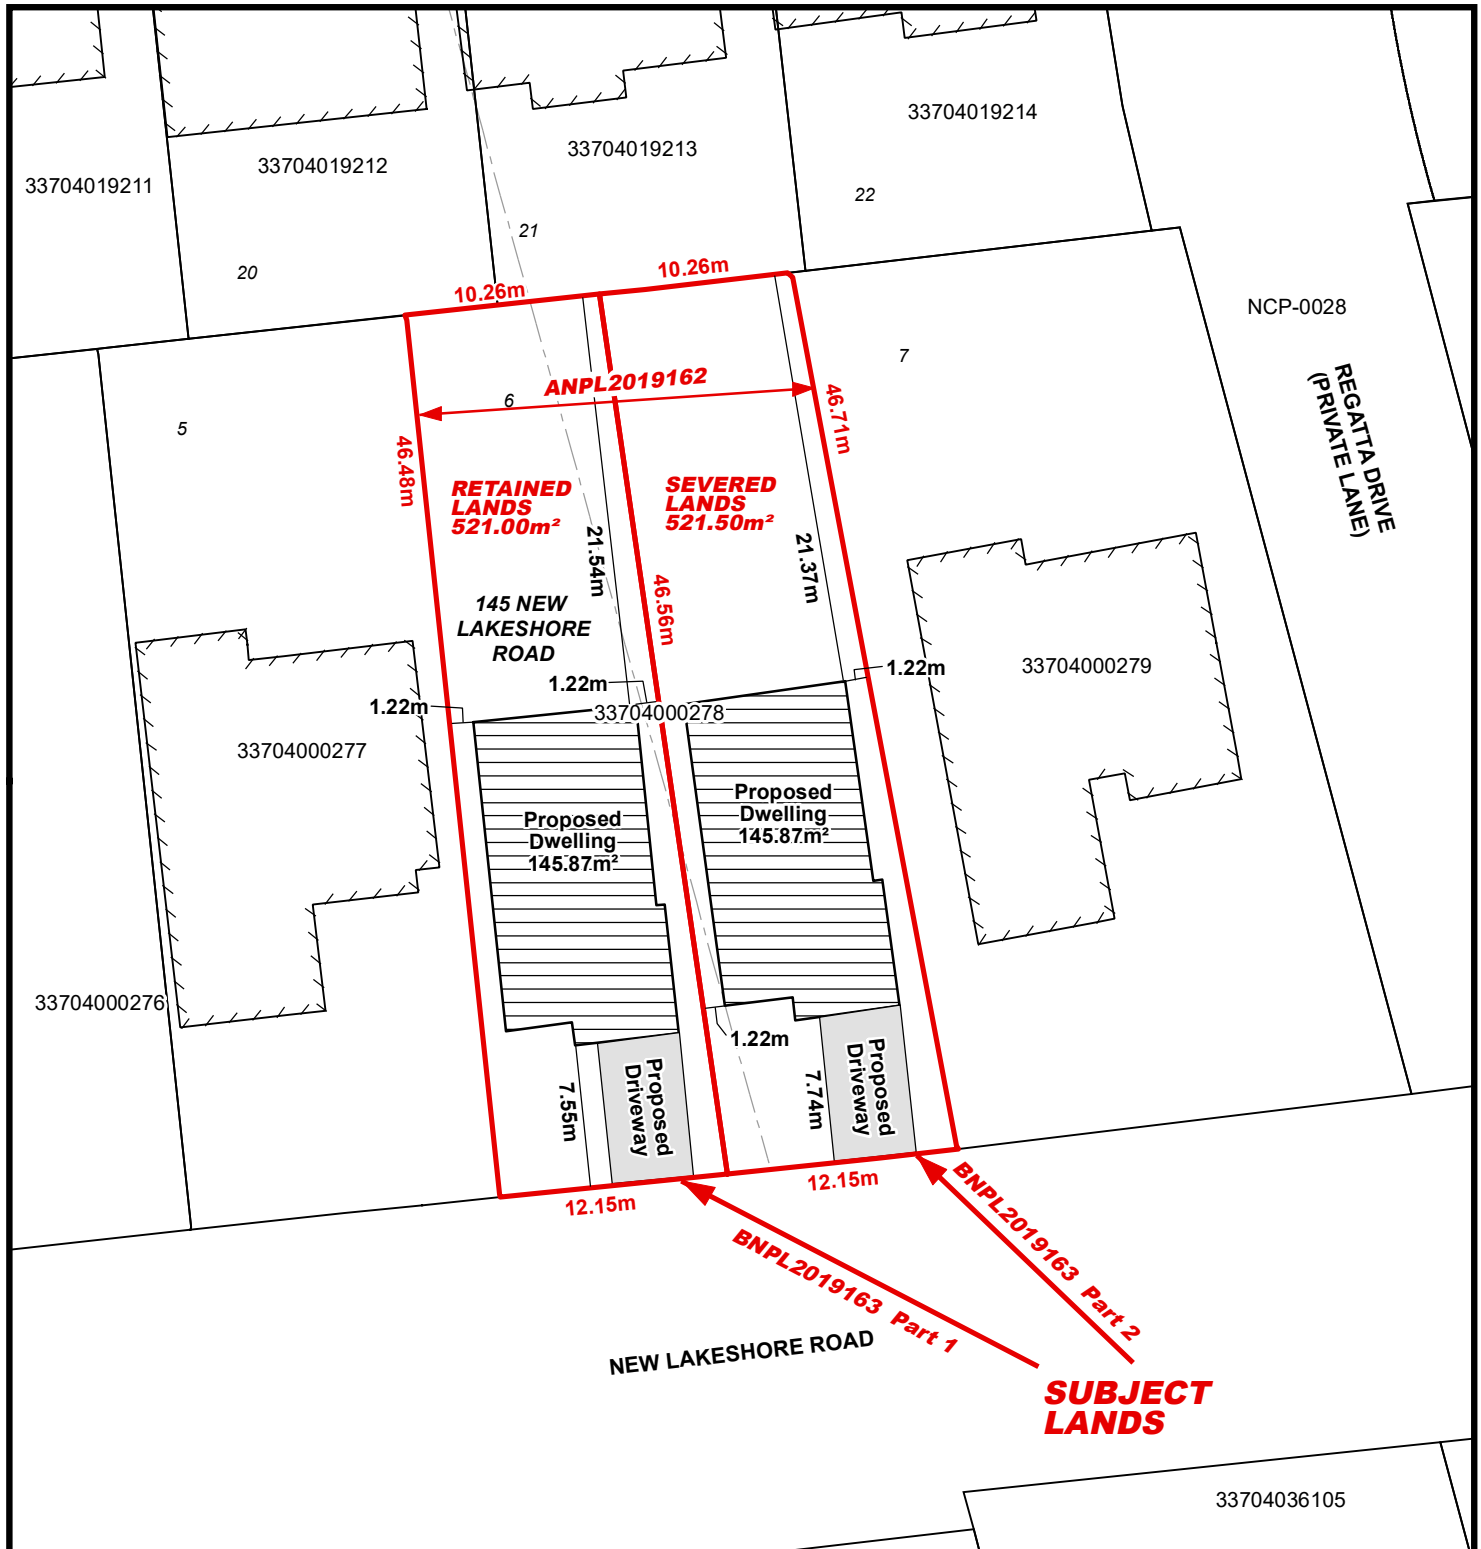 33704019214
33704019213
33704019212
33704019211
22
21
20
10.26m
10.26m
NCP-0028
REGATTA DRIVE
(PRIVATE LANE)
7
ANPL2019162
6
5
46.71m
46.48m
RETAINED
LANDS
521.00m²
SEVERED
LANDS
521.50m²
21.54m
21.37m
46.56m
145 NEW
LAKESHORE
ROAD
1.22m
1.22m
1.22m
33704000279
33704000278
33704000277
Proposed
Dwelling
145.87m²
Proposed
Dwelling
145.87m²
33704000276
1.22m
7.55m
Proposed
Driveway
7.74m
Proposed
Driveway
12.15m
12.15m
BNPL2019163 Part 1
BNPL2019163 Part 2
NEW LAKESHORE ROAD
SUBJECT
LANDS
33704036105